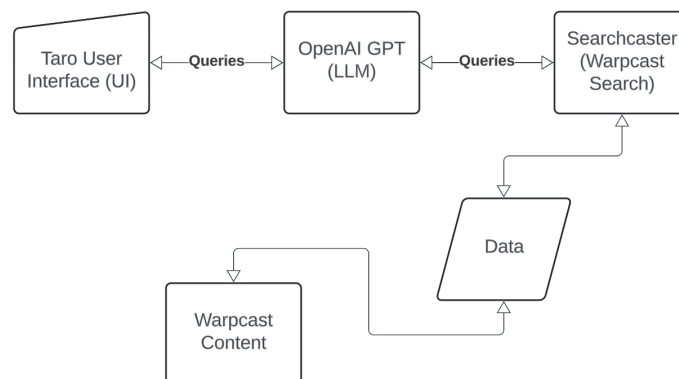 Taro User
Interface (UI)
Queries
OpenAI GPT
(LLM)
Queries
Searchcaster
(Warpcast
Search)
Data
Warpcast
Content